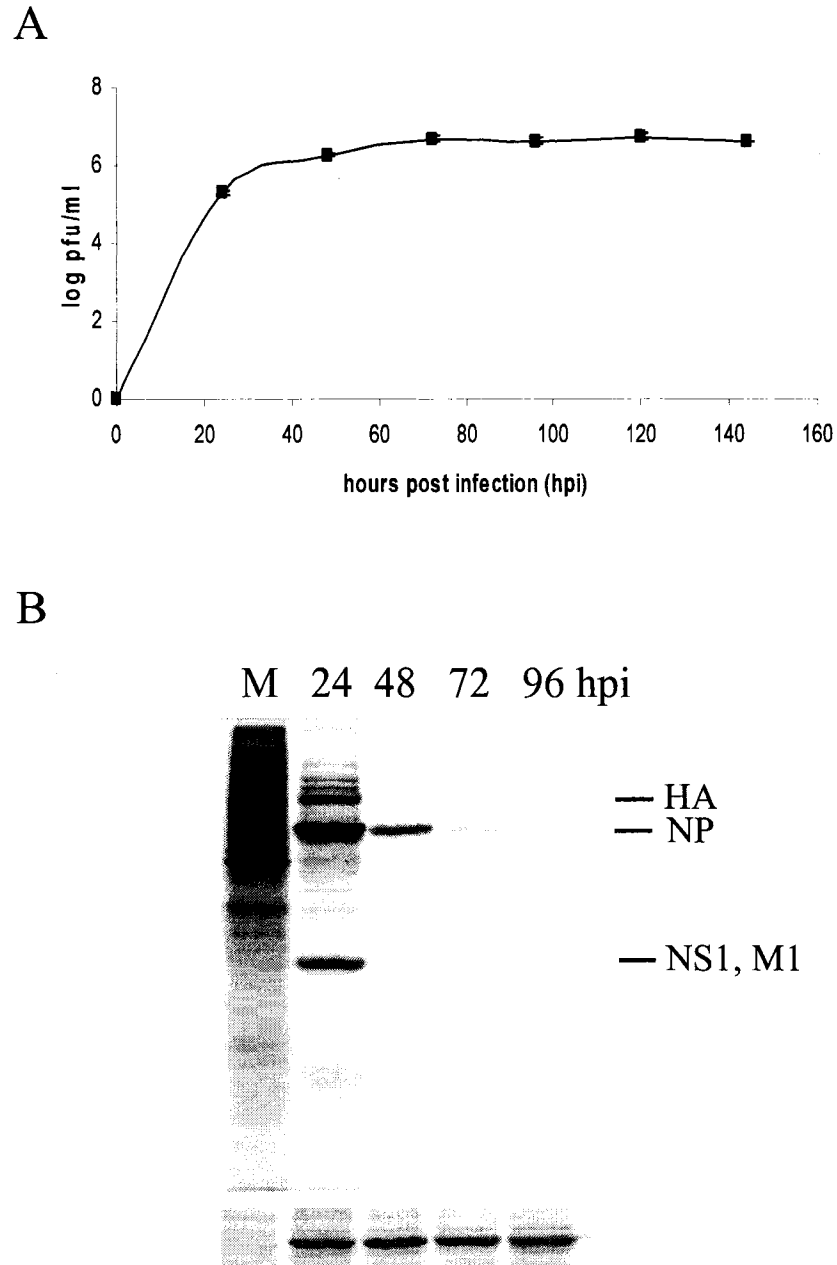 A
8
6
4
2
0
log pfu/ml
0 20 40 60 80 100 120 140 160
hours post infection (hpi)
B
M 24 48 72 96 hpi
HA
NP
NS1, M1